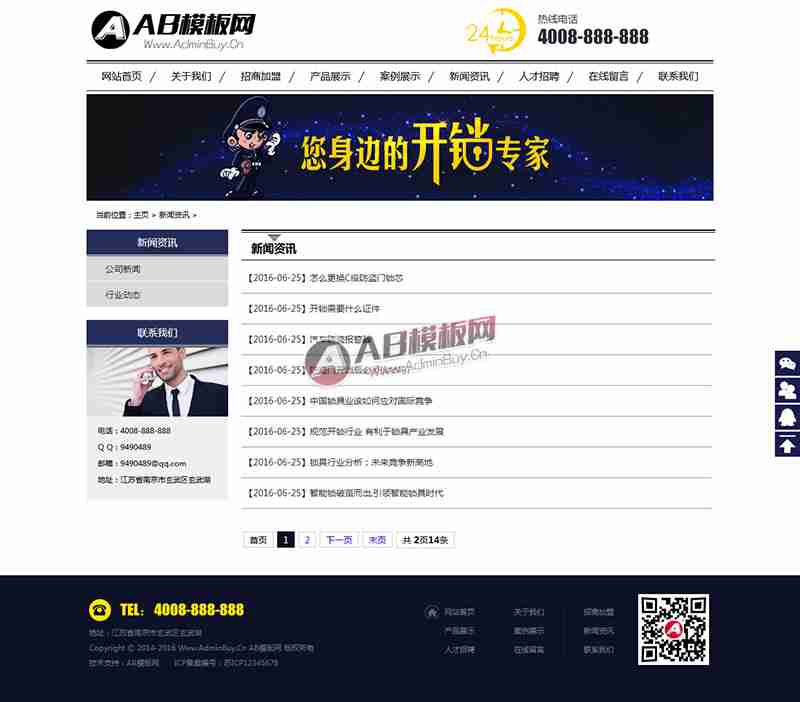 AB模板网
Www.AdminBuy.Cn
24
hours
热线电话
4008-888-888
网站首页 / 关于我们 / 招商加盟 / 产品展示 / 案例展示 / 新闻资讯 / 人才招聘 / 在线留言 / 联系我们
您身边的开锁专家
当前位置：主页 > 新闻资讯 >
新闻资讯
公司新闻
行业动态
联系我们
电话：4008-888-888
Q Q：9490489
邮箱：9490489@qq.com
地址：江苏省南京市玄武区玄武湖
新闻资讯
【2016-06-25】怎么更换C级防盗门锁芯
【2016-06-25】开锁需要什么证件
【2016-06-25】汽车
【2016-06-25】
AB模板网
Www.AdminBuy.Cn
【2016-06-25】中国锁具业该如何应对国际竞争
【2016-06-25】规范开锁行业 有利于锁具产业发展
【2016-06-25】锁具行业分析：未来竞争新高地
【2016-06-25】智能锁破茧而出,引领智能锁具时代
首页 1 2 下一页 末页 共 2页14条
TEL：4008-888-888
地址：江苏省南京市玄武区玄武湖
Copyright © 2014-2016 Www.AdminBuy.Cn AB模板网 版权所有
技术支持：AB模板网 ICP备案编号：苏ICP12345678
网站首页 关于我们 招商加盟
产品展示 案例展示 新闻资讯
人才招聘 在线留言 联系我们